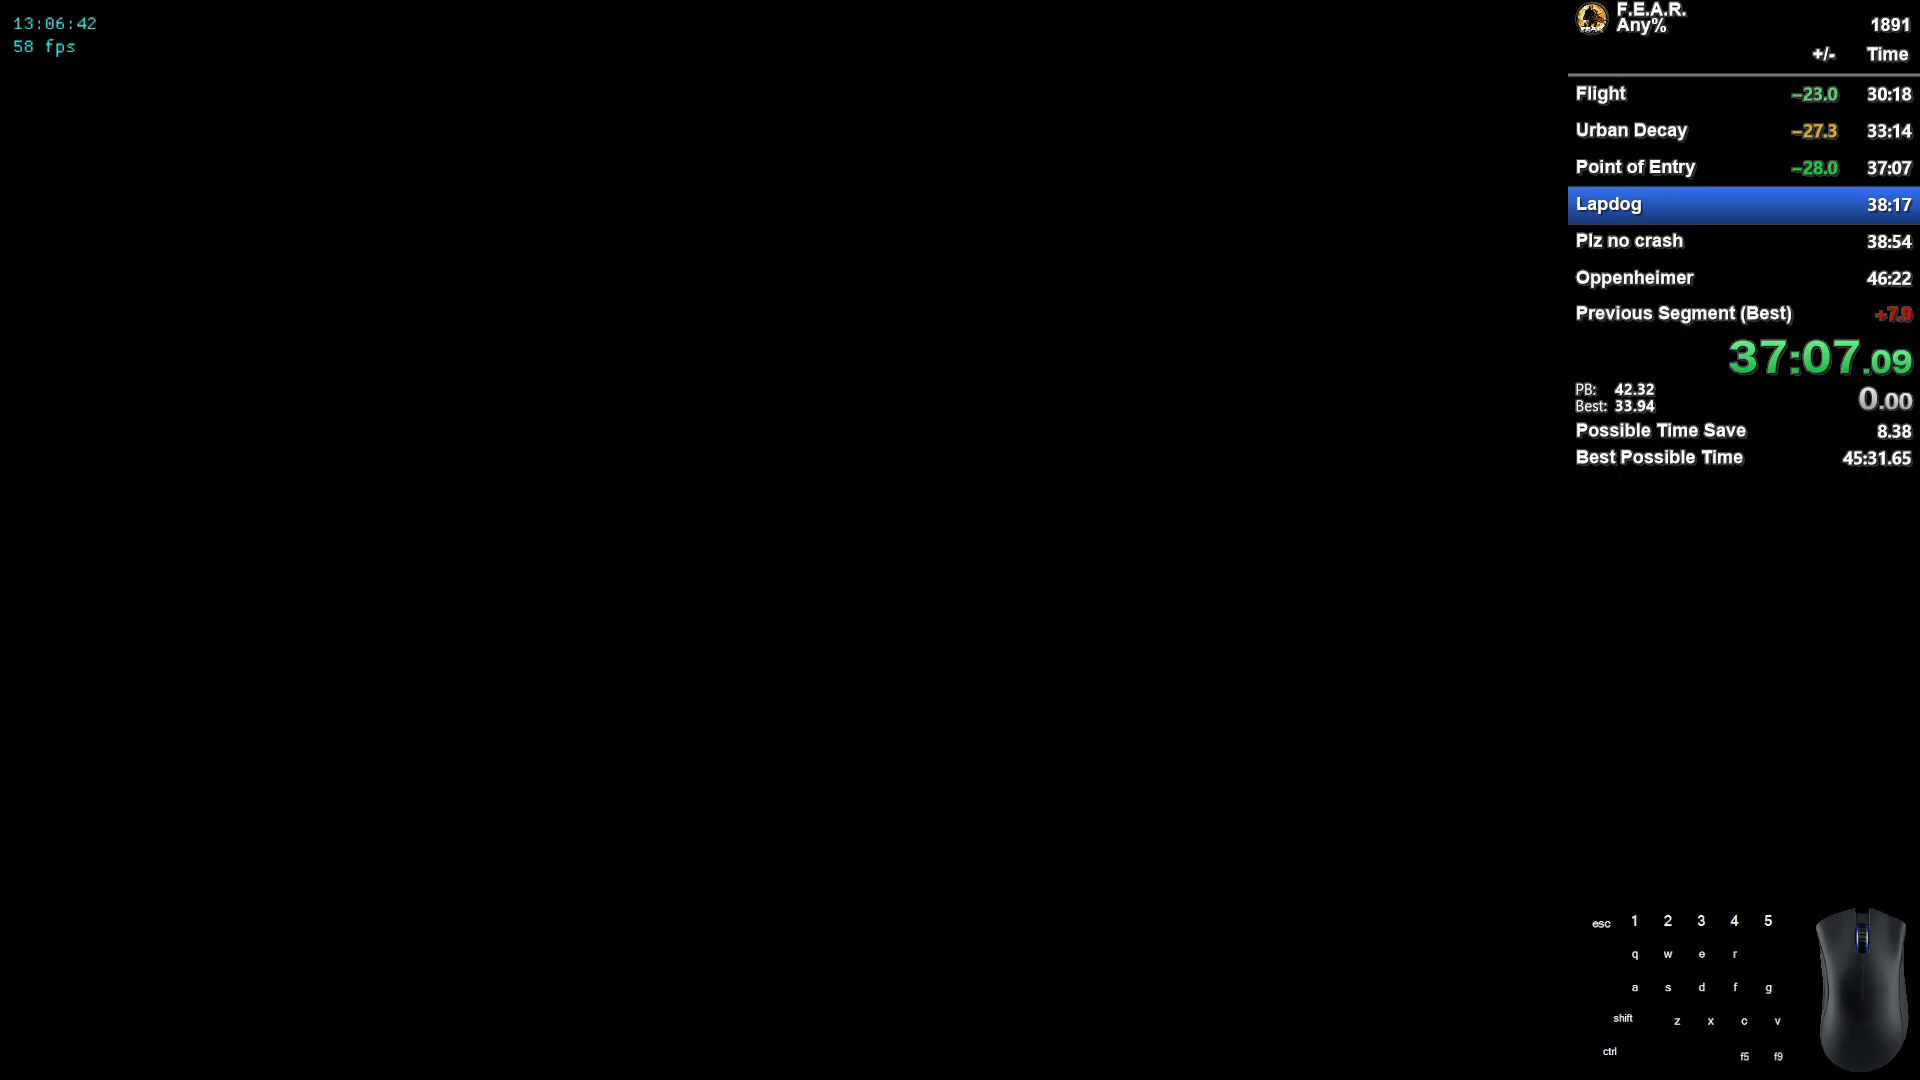 13:06:42
58 fps
F.E.A.R.
Any%
1891
+/- Time
Flight −23.0 30:18
Urban Decay −27.3 33:14
Point of Entry −28.0 37:07
Lapdog 38:17
Plz no crash 38:54
Oppenheimer 46:22
Previous Segment (Best) +7.9
37:07.09
PB: 42.32
Best: 33.94
0.00
Possible Time Save 8.38
Best Possible Time 45:31.65
esc 1 2 3 4 5
q w e r
a s d f g
shift z x c v
ctrl f5 f9